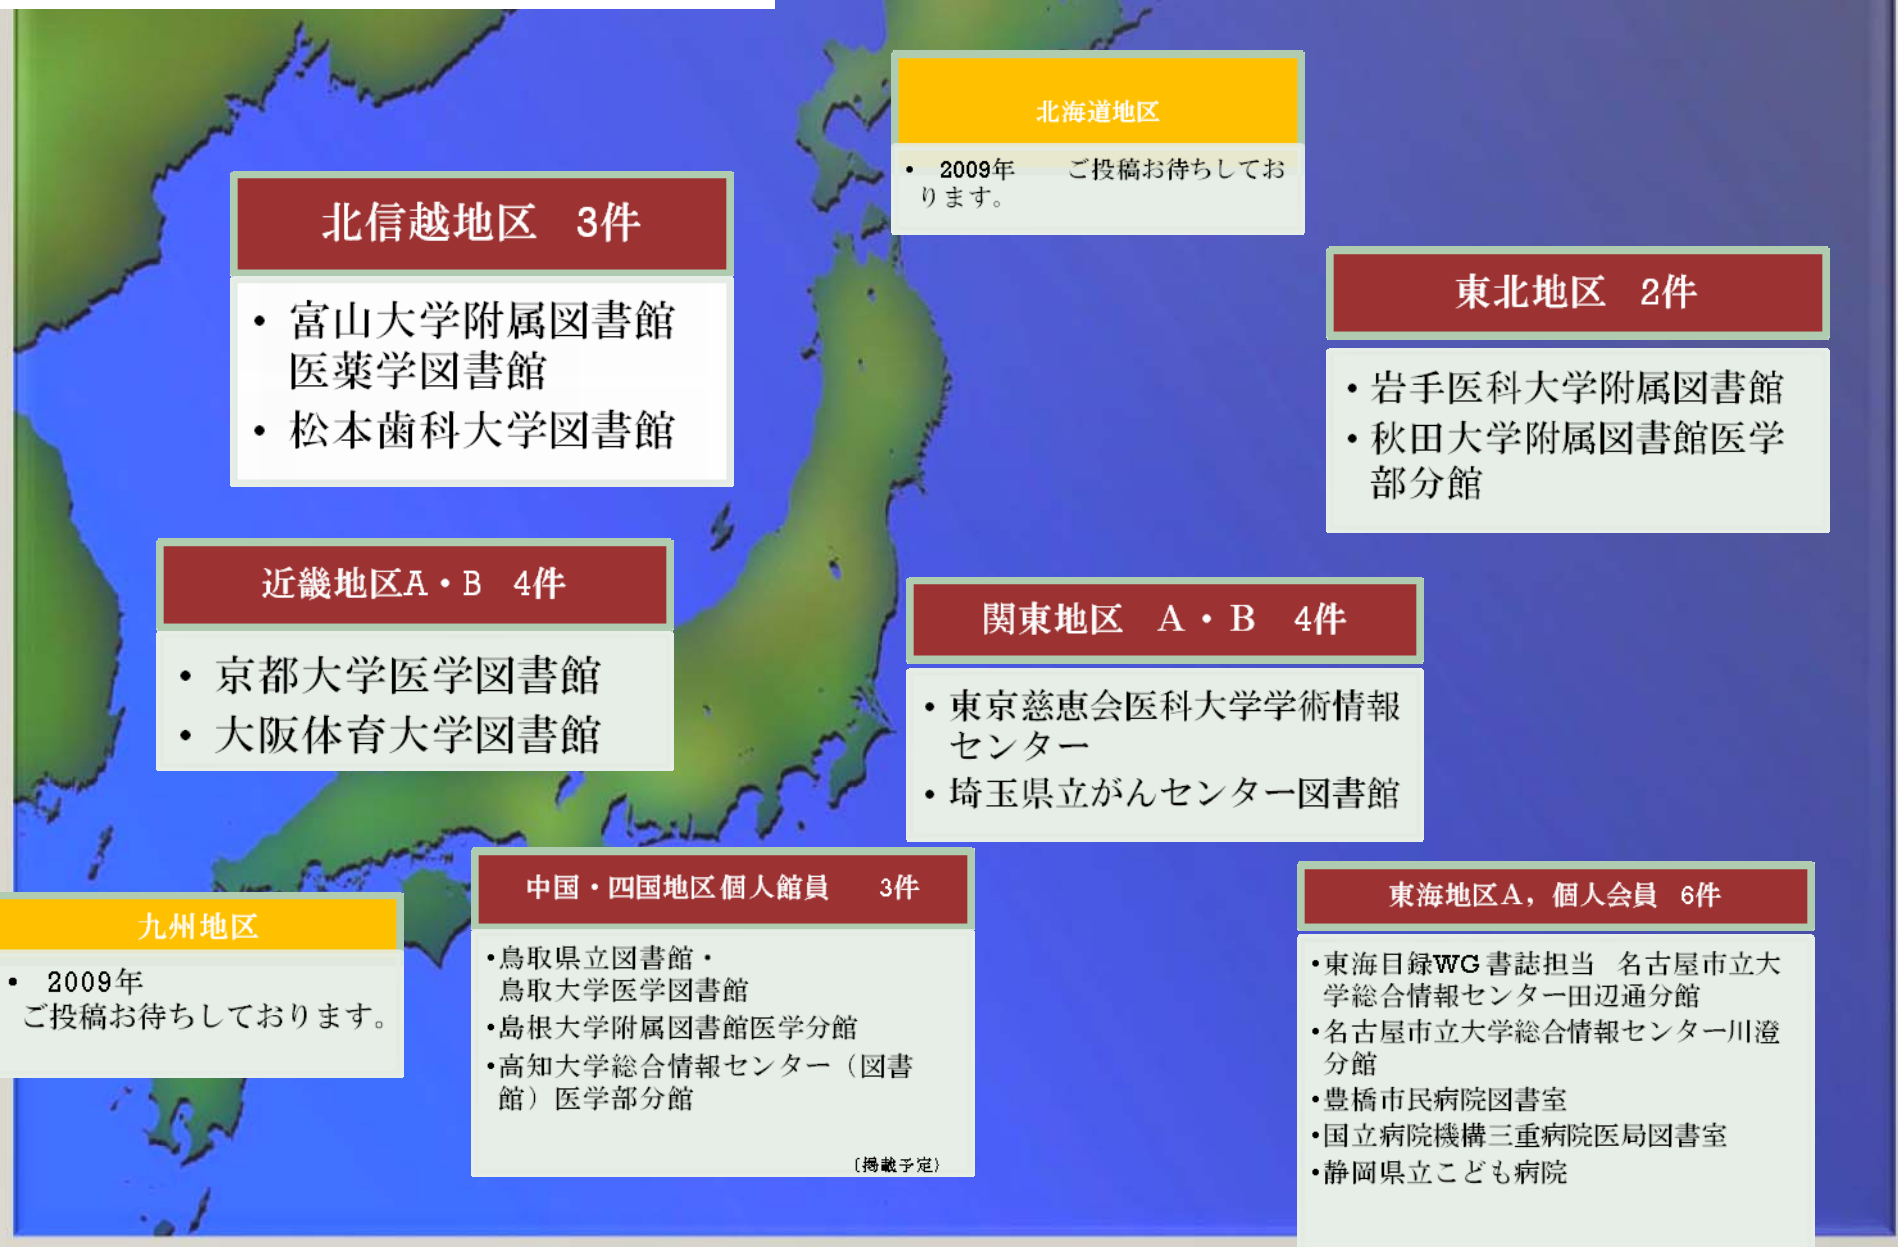 北海道地区
• 2009年　ご投稿お待ちしてお
ります。
北信越地区　3件
• 富山大学附属図書館
医薬学図書館
• 松本歯科大学図書館
東北地区　2件
• 岩手医科大学附属図書館
• 秋田大学附属図書館医学
部分館
近畿地区A・B　4件
• 京都大学医学図書館
• 大阪体育大学図書館
関東地区　A・B　4件
• 東京慈恵会医科大学学術情報
センター
• 埼玉県立がんセンター図書館
九州地区
• 2009年
ご投稿お待ちしております。
中国・四国地区個人館員　3件
•鳥取県立図書館・
鳥取大学医学図書館
•島根大学附属図書館医学分館
•高知大学総合情報センター（図書
館）医学部分館
〔掲載予定〕
東海地区A，個人会員　6件
•東海目録WG書誌担当　名古屋市立大
学総合情報センター田辺通分館
•名古屋市立大学総合情報センター川澄
分館
•豊橋市民病院図書室
•国立病院機構三重病院医局図書室
•静岡県立こども病院